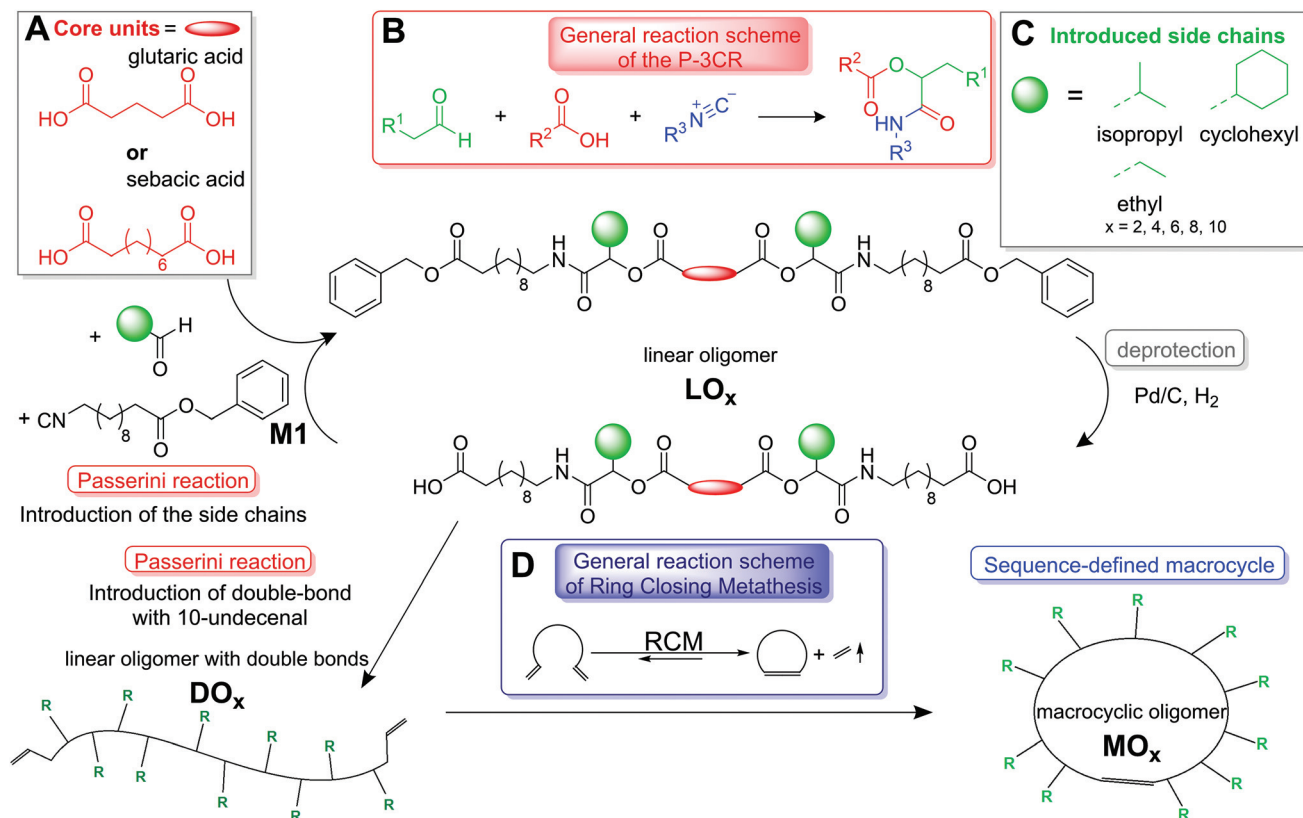 A Core units =
glutaric acid
O O
HO OH
or
sebacic acid
O O
HO OH
6
B General reaction scheme
of the P-3CR
R¹ O H + R² O OH + R³ N⁺≡C⁻
R² O R¹
O HN O
R³
C Introduced side chains
=
isopropyl cyclohexyl
ethyl
x = 2, 4, 6, 8, 10
+ H
O
+ CN 8 O O
M1
Passerini reaction
Introduction of the side chains
O O 8 H N O O O O O O H N 8 O O
linear oligomer
LOₓ
deprotection
Pd/C, H₂
HO O 8 H N O O O O O O H N 8 O OH
Passerini reaction
Introduction of double-bond
with 10-undecenal
linear oligomer with double bonds
DOₓ
R R R R R R
R R R R R
D General reaction scheme
of Ring Closing Metathesis
RCM
+
Sequence-defined macrocycle
R
R R
R R
R R
R R
R R
macrocyclic oligomer
MOₓ